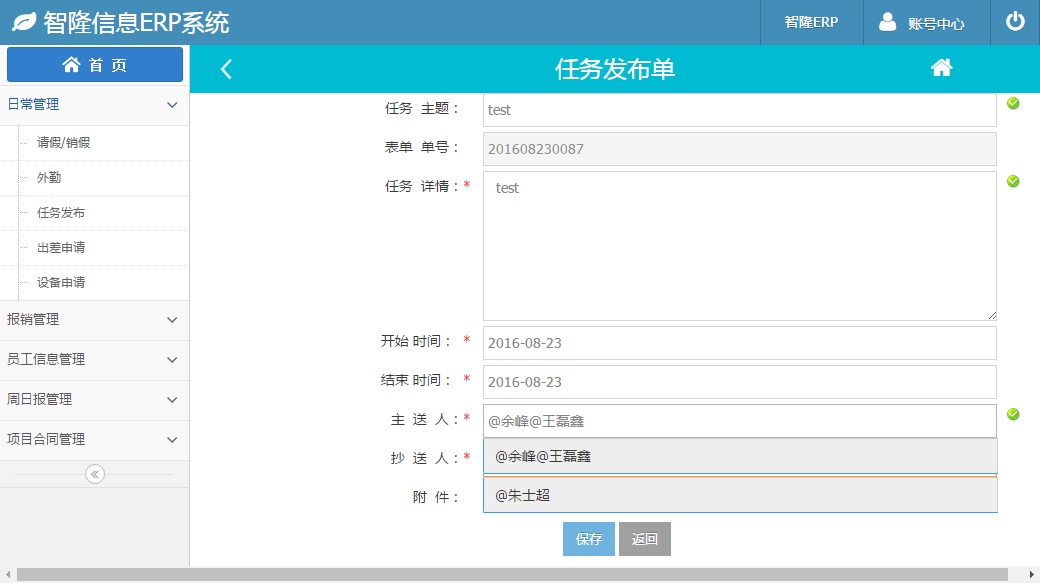 智隆信息ERP系统
智隆ERP
账号中心
首 页
任务发布单
日常管理
请假/销假
外勤
任务发布
出差申请
设备申请
报销管理
员工信息管理
周日报管理
项目合同管理
任务 主题： test
表单 单号： 201608230087
任务 详情：* test
开始 时间： * 2016-08-23
结束 时间： * 2016-08-23
主 送 人：* @余峰@王磊鑫
抄 送 人：* @余峰@王磊鑫
附 件： @朱士超
保存 返回